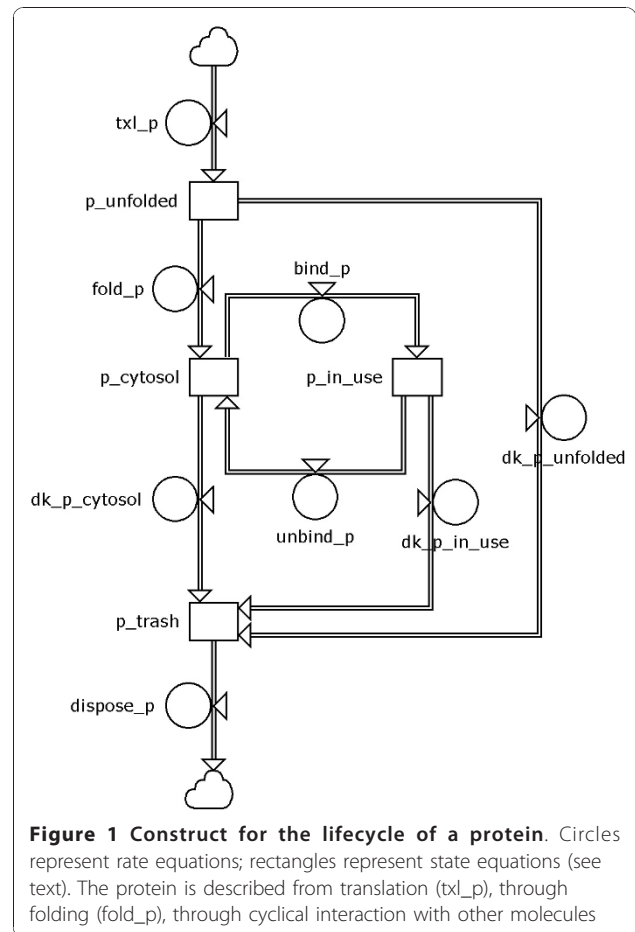 txl_p
p_unfolded
fold_p
bind_p
p_cytosol
p_in_use
dk_p_unfolded
dk_p_cytosol
unbind_p
dk_p_in_use
p_trash
dispose_p
Figure 1 Construct for the lifecycle of a protein. Circles
represent rate equations; rectangles represent state equations (see
text). The protein is described from translation (txl_p), through
folding (fold_p), through cyclical interaction with other molecules